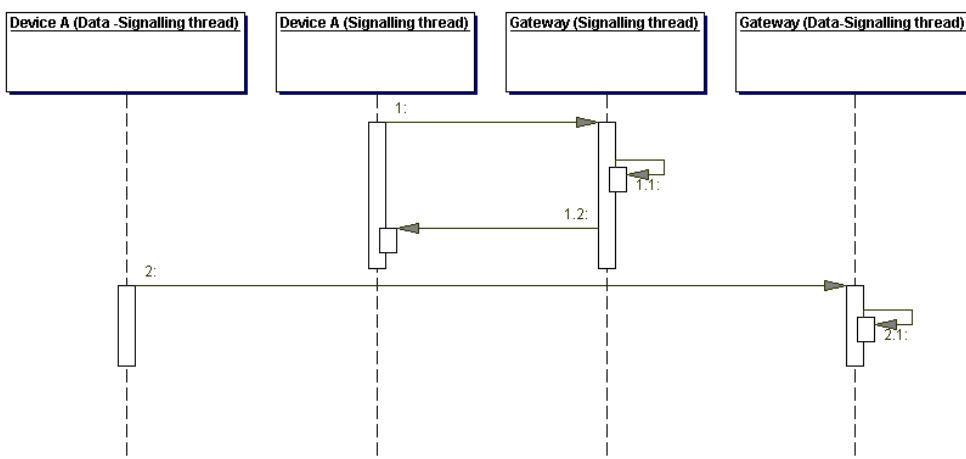 Device A (Data -Signalling thread)
Device A (Signalling thread)
Gateway (Signalling thread)
Gateway (Data-Signalling thread)
1:
1.1:
1.2:
2:
2.1: